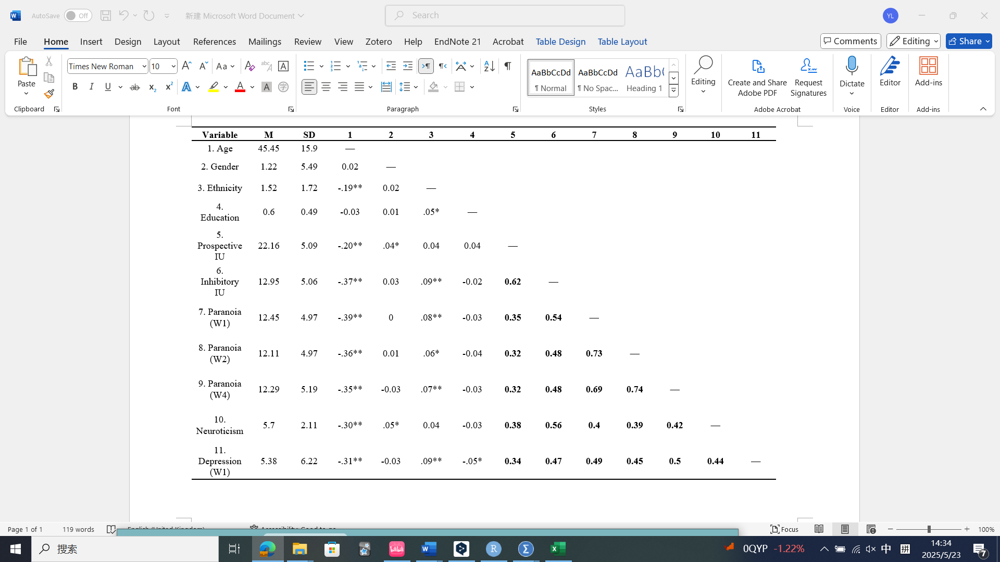 AutoSave Off 新建 Microsoft Word Document Search YL
File Home Insert Design Layout References Mailings Review View Zotero Help EndNote 21 Acrobat Table Design Table Layout Comments Editing Share
Times New Roman 10 Aa
Paste
AaBbCcDd AaBbCcDd AaBb
¶ Normal ¶ No Spac... Heading 1
Editing
Create and Share Adobe PDF
Request Signatures
Dictate
Editor
Add-ins
Clipboard Font Paragraph Styles Adobe Acrobat Voice Editor Add-ins
Variable M SD 1 2 3 4 5 6 7 8 9 10 11
1. Age 45.45 15.9 —
2. Gender 1.22 5.49 0.02 —
3. Ethnicity 1.52 1.72 -.19** 0.02 —
4.
Education 0.6 0.49 -0.03 0.01 .05* —
5.
Prospective 22.16 5.09 -.20** .04* 0.04 0.04 —
IU
6.
Inhibitory 12.95 5.06 -.37** 0.03 .09** -0.02 0.62 —
IU
7. Paranoia
(W1) 12.45 4.97 -.39** 0 .08** -0.03 0.35 0.54 —
8. Paranoia
(W2) 12.11 4.97 -.36** 0.01 .06* -0.04 0.32 0.48 0.73 —
9. Paranoia
(W4) 12.29 5.19 -.35** -0.03 .07** -0.03 0.32 0.48 0.69 0.74 —
10.
Neuroticism 5.7 2.11 -.30** .05* 0.04 -0.03 0.38 0.56 0.4 0.39 0.42 —
11.
Depression 5.38 6.22 -.31** -0.03 .09** -.05* 0.34 0.47 0.49 0.45 0.5 0.44 —
(W1)
Page 1 of 1 119 words English (United Kingdom) Accessibility: Good to go Focus 100%
搜索 bilibili 0QYP -1.22% 中 拼 14:34
2025/5/23 7